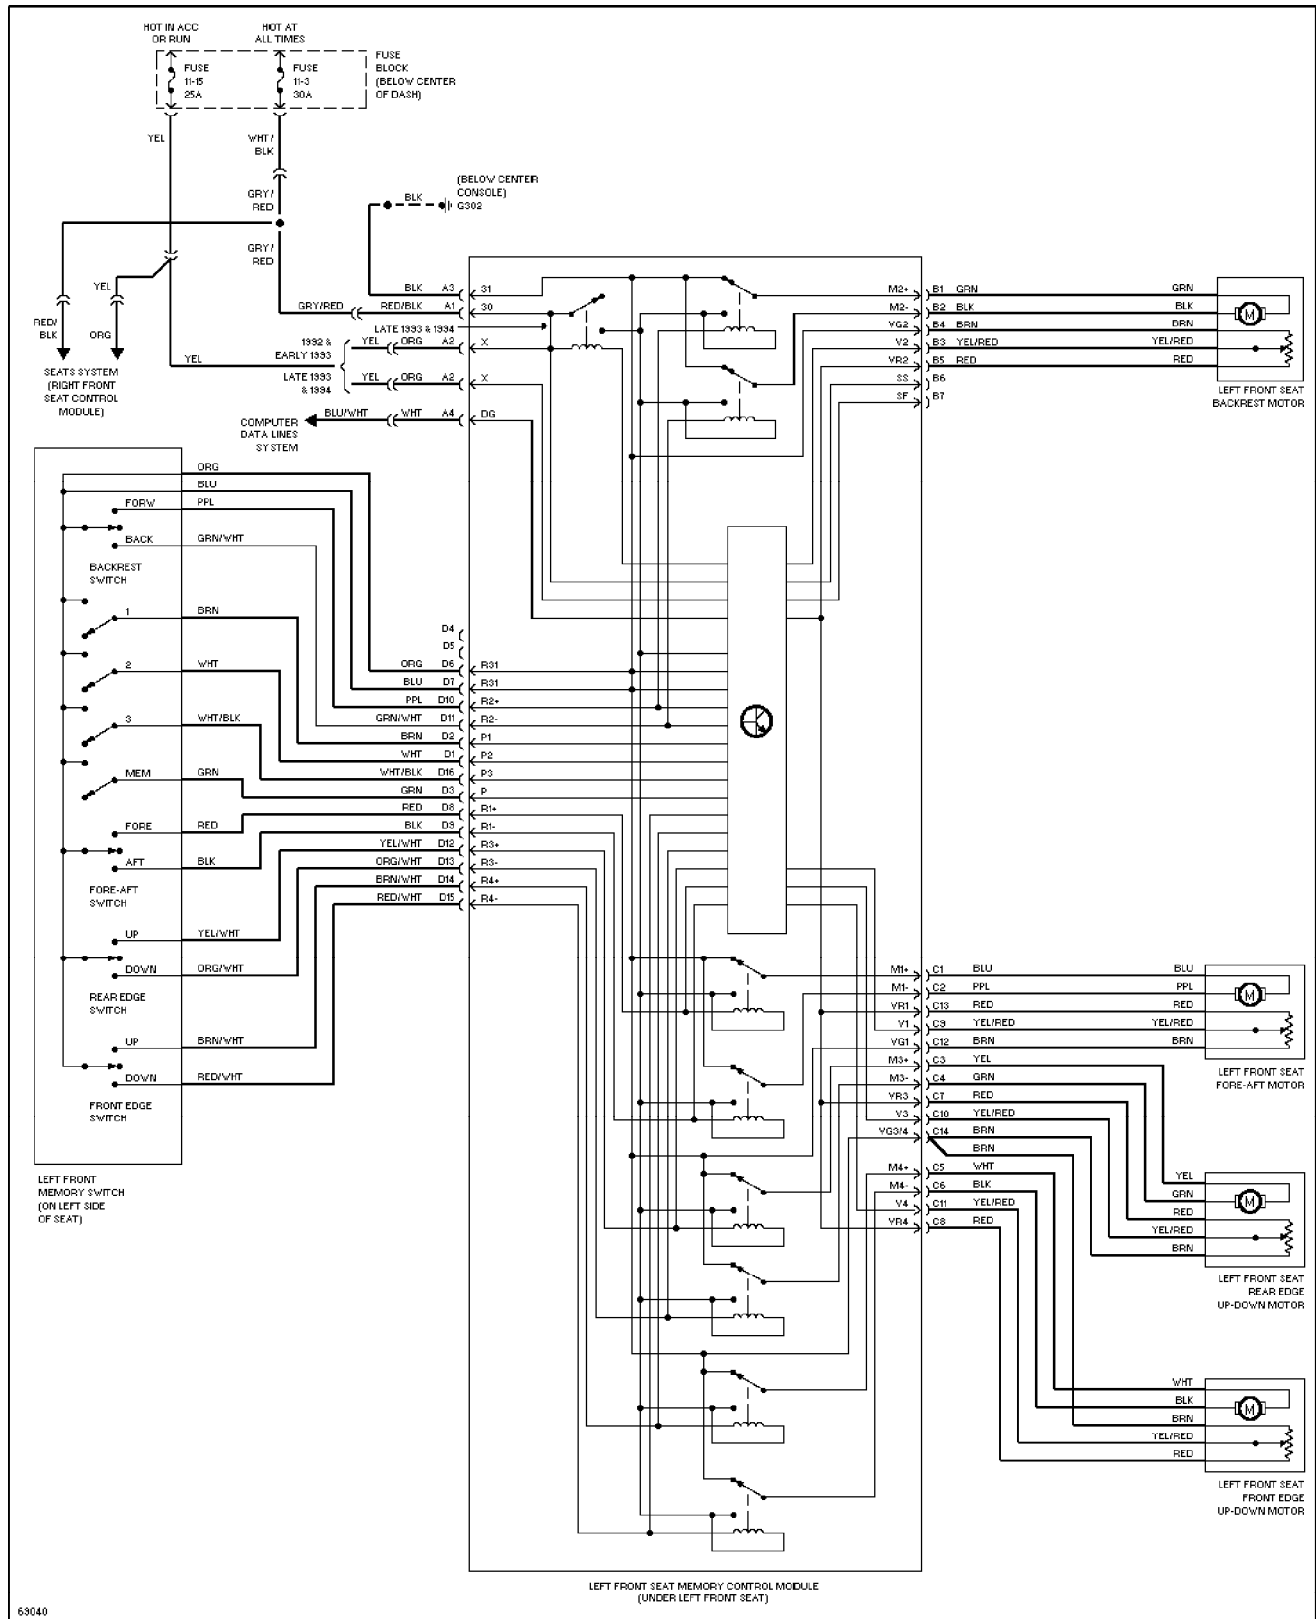 HOT IN ACC
OR RUN
HOT AT
ALL TIMES
FUSE
11-15
25A
FUSE
11-3
30A
FUSE
BLOCK
(BELOW CENTER
OF DASH)
YEL
WHT/
BLK
GRY/
RED
GRY/
RED
BLK
(BELOW CENTER
CONSOLE)
G302
YEL
RED/
BLK
ORG
SEATS SYSTEM
(RIGHT FRONT
SEAT CONTROL
MODULE)
YEL
BLK A3 31
GRY/RED RED/BLK A1 30
LATE 1993 & 1994
1992 &
EARLY 1993
YEL ORG A2 X
LATE 1993
& 1994
YEL ORG A2 X
COMPUTER
DATA LINES
SYSTEM
BLU/WHT WHT A4 DG
M2+ B1 GRN GRN
M2- B2 BLK BLK
VG2 B4 BRN BRN
V2 B3 YEL/RED YEL/RED
VR2 B5 RED RED
SS B6
SF B7
M
LEFT FRONT SEAT
BACKREST MOTOR
ORG
BLU
FORW PPL
BACK GRN/WHT
BACKREST
SWITCH
1 BRN
2 WHT
3 WHT/BLK
MEM GRN
FORE RED
AFT BLK
FORE-AFT
SWITCH
UP YEL/WHT
DOWN ORG/WHT
REAR EDGE
SWITCH
UP BRN/WHT
DOWN RED/WHT
FRONT EDGE
SWITCH
LEFT FRONT
MEMORY SWITCH
(ON LEFT SIDE
OF SEAT)
D4
D5
ORG D6 R31
BLU D7 R31
PPL D10 R2+
GRN/WHT D11 R2-
BRN D2 P1
WHT D1 P2
WHT/BLK D16 P3
GRN D3 P
RED D8 R1+
BLK D9 R1-
YEL/WHT D12 R3+
ORG/WHT D13 R3-
BRN/WHT D14 R4+
RED/WHT D15 R4-
M1+ C1 BLU BLU
M1- C2 PPL PPL
VR1 C13 RED RED
V1 C9 YEL/RED YEL/RED
VG1 C12 BRN BRN
M
LEFT FRONT SEAT
FORE-AFT MOTOR
M3+ C3 YEL
M3- C4 GRN
VR3 C7 RED
V3 C10 YEL/RED
VG3/4 C14 BRN
BRN
M4+ C5 WHT
M4- C6 BLK
V4 C11 YEL/RED
VR4 C8 RED
YEL
GRN
RED
YEL/RED
BRN
M
LEFT FRONT SEAT
REAR EDGE
UP-DOWN MOTOR
WHT
BLK
BRN
YEL/RED
RED
M
LEFT FRONT SEAT
FRONT EDGE
UP-DOWN MOTOR
LEFT FRONT SEAT MEMORY CONTROL MODULE
(UNDER LEFT FRONT SEAT)
69040